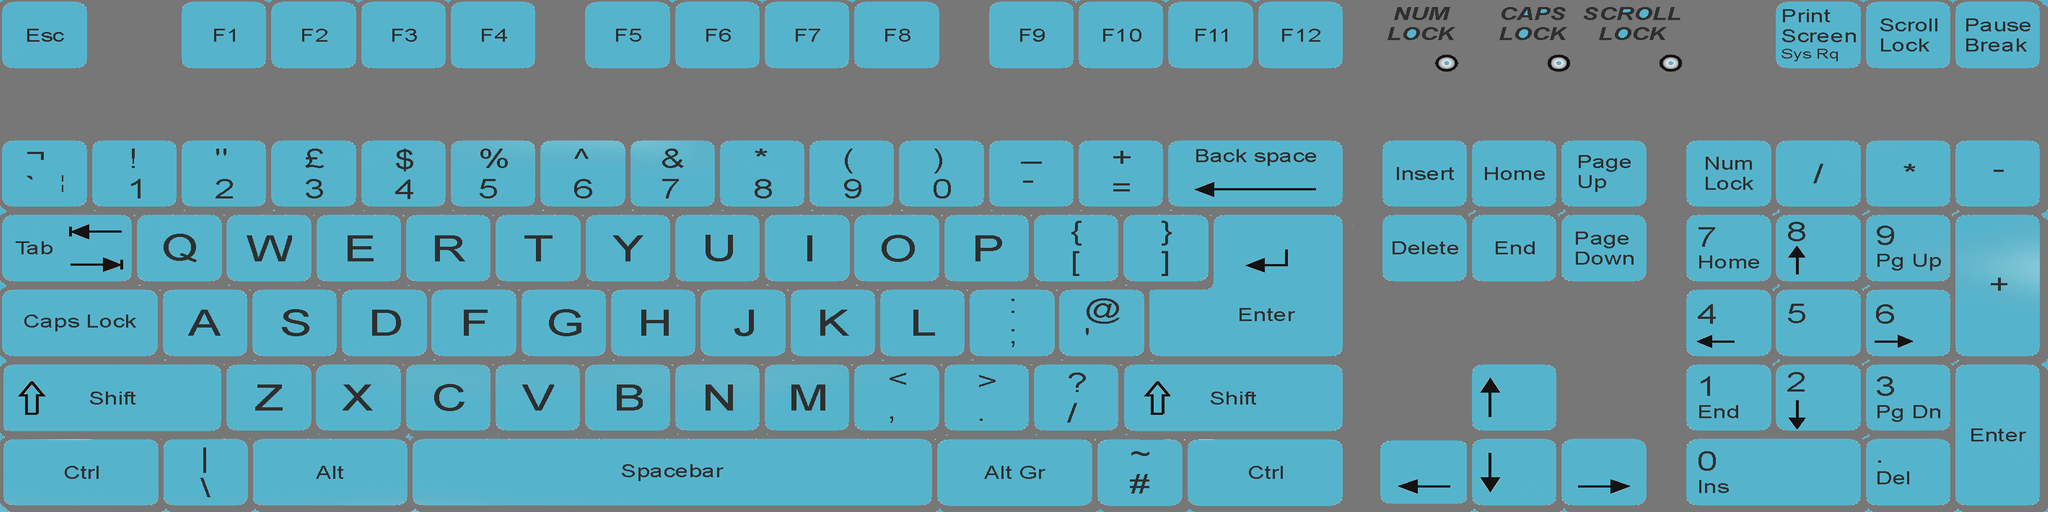 Esc F1 F2 F3 F4 F5 F6 F7 F8 F9 F10 F11 F12
NUM
LOCK
CAPS
LOCK
SCROLL
LOCK
Print
Screen
Sys Rq
Scroll
Lock
Pause
Break
¬
` ¦
!
1
"
2
£
3
$
4
%
5
^
6
&
7
*
8
(
9
)
0
_
-
+
=
Back space
Insert
Home
Page
Up
Num
Lock
/
*
-
Tab
Q W E R T Y U I O P
{
[
}
]
Enter
Delete
End
Page
Down
7
Home
8
↑
9
Pg Up
+
Caps Lock
A S D F G H J K L
:
;
@
'
4
←
5
6
→
Shift
Z X C V B N M
<
,
>
.
?
/
Shift
↑
1
End
2
↓
3
Pg Dn
Enter
Ctrl
|
\
Alt
Spacebar
Alt Gr
~
#
Ctrl
← ↓ →
0
Ins
.
Del